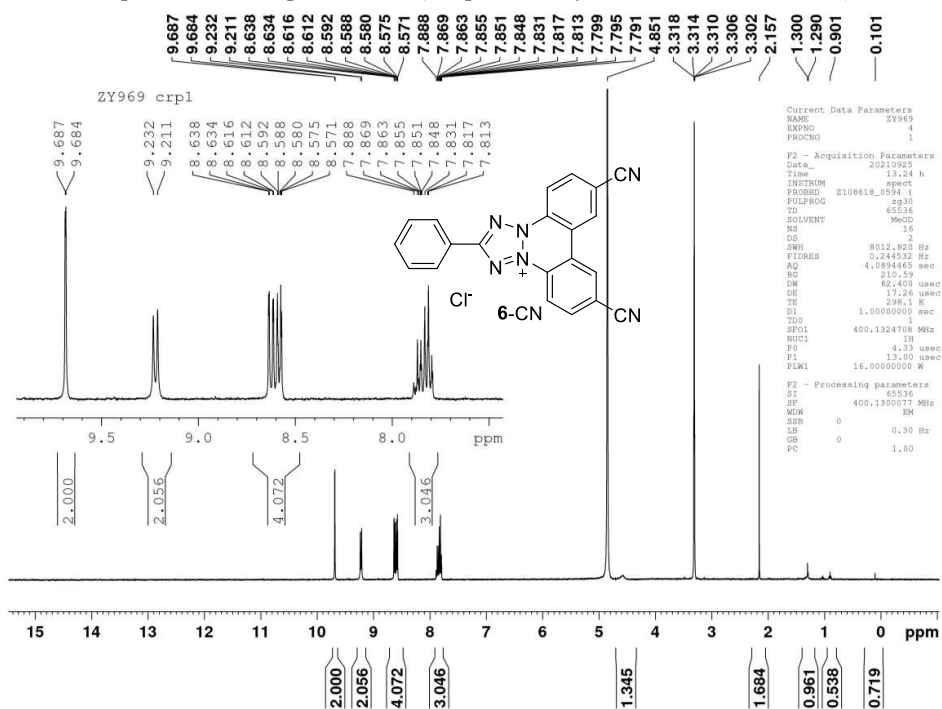 9.687
9.684
9.232
9.211
8.638
8.634
8.616
8.612
8.592
8.588
8.580
8.575
8.571
7.888
7.869
7.863
7.855
7.851
7.848
7.831
7.817
7.813
7.799
7.795
7.791
4.851
3.318
3.314
3.310
3.306
3.302
2.157
1.300
1.290
0.901
0.101
ZY969 crp1
9.687
9.684
9.232
9.211
8.638
8.634
8.616
8.612
8.592
8.588
8.580
8.575
8.571
7.888
7.869
7.863
7.855
7.851
7.848
7.831
7.817
7.813
CN
N
N
N
N
+
Cl-
6-CN
CN
Current Data Parameters
NAME ZY969
EXPNO 4
PROCNO 1
F2 - Acquisition Parameters
Date_ 20210925
Time 13.24 h
INSTRUM spect
PROBHD Z108618_0594 (
PULPROG zg30
TD 65536
SOLVENT MeOD
NS 16
DS 2
SWH 8012.820 Hz
FIDRES 0.244532 Hz
AQ 4.0894465 sec
RG 210.59
DW 62.400 usec
DE 17.26 usec
TE 298.1 K
D1 1.00000000 sec
TD0 1
SFO1 400.1324708 MHz
NUC1 1H
P0 4.33 usec
P1 13.00 usec
PLW1 16.00000000 W
F2 - Processing parameters
SI 65536
SF 400.1300077 MHz
WDW EM
SSB 0
LB 0.30 Hz
GB 0
PC 1.00
9.5 9.0 8.5 8.0 ppm
2.000
2.056
4.072
3.046
15 14 13 12 11 10 9 8 7 6 5 4 3 2 1 0 ppm
2.000
2.056
4.072
3.046
1.345
1.684
0.961
0.538
0.719